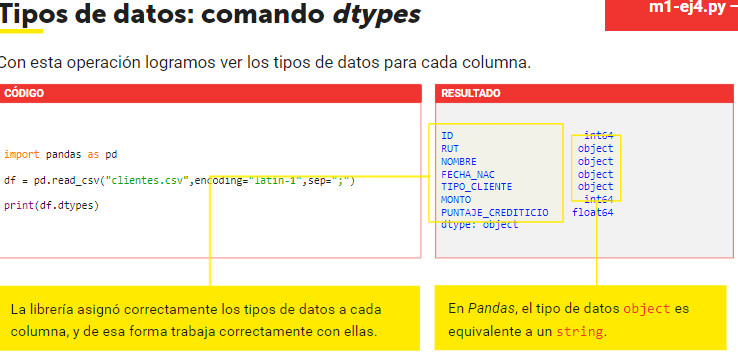 Tipos de datos: comando dtypes
m1-ej4.py –
Con esta operación logramos ver los tipos de datos para cada columna.
CÓDIGO
import pandas as pd
df = pd.read_csv("clientes.csv",encoding="latin-1",sep=";")
print(df.dtypes)
RESULTADO
ID int64
RUT object
NOMBRE object
FECHA_NAC object
TIPO_CLIENTE object
MONTO int64
PUNTAJE_CREDITICIO float64
dtype: object
La librería asignó correctamente los tipos de datos a cada
columna, y de esa forma trabaja correctamente con ellas.
En Pandas, el tipo de datos object es
equivalente a un string.